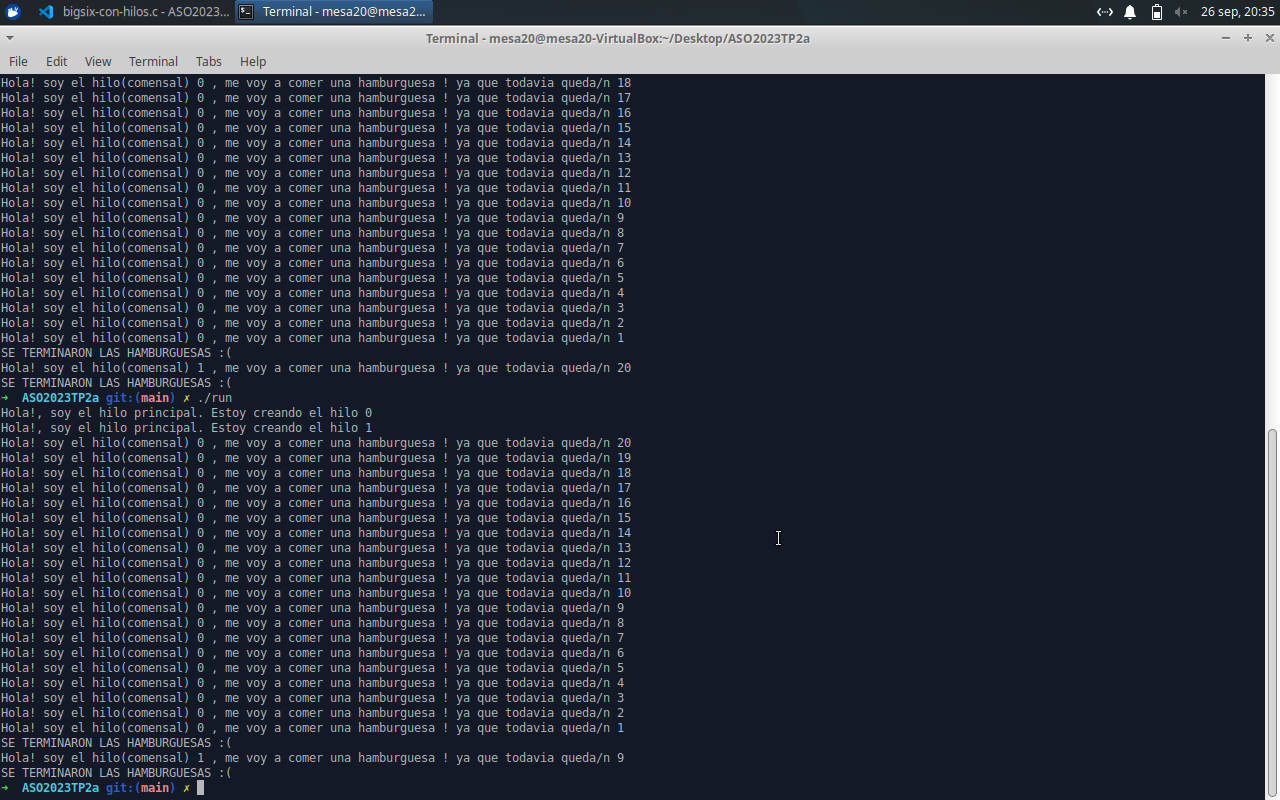 bigsix-con-hilos.c - ASO2023...
Terminal - mesa20@mesa2...
26 sep, 20:35
Terminal - mesa20@mesa20-VirtualBox:~/Desktop/ASO2023TP2a
File Edit View Terminal Tabs Help
Hola! soy el hilo(comensal) 0 , me voy a comer una hamburguesa ! ya que todavia queda/n 18
Hola! soy el hilo(comensal) 0 , me voy a comer una hamburguesa ! ya que todavia queda/n 17
Hola! soy el hilo(comensal) 0 , me voy a comer una hamburguesa ! ya que todavia queda/n 16
Hola! soy el hilo(comensal) 0 , me voy a comer una hamburguesa ! ya que todavia queda/n 15
Hola! soy el hilo(comensal) 0 , me voy a comer una hamburguesa ! ya que todavia queda/n 14
Hola! soy el hilo(comensal) 0 , me voy a comer una hamburguesa ! ya que todavia queda/n 13
Hola! soy el hilo(comensal) 0 , me voy a comer una hamburguesa ! ya que todavia queda/n 12
Hola! soy el hilo(comensal) 0 , me voy a comer una hamburguesa ! ya que todavia queda/n 11
Hola! soy el hilo(comensal) 0 , me voy a comer una hamburguesa ! ya que todavia queda/n 10
Hola! soy el hilo(comensal) 0 , me voy a comer una hamburguesa ! ya que todavia queda/n 9
Hola! soy el hilo(comensal) 0 , me voy a comer una hamburguesa ! ya que todavia queda/n 8
Hola! soy el hilo(comensal) 0 , me voy a comer una hamburguesa ! ya que todavia queda/n 7
Hola! soy el hilo(comensal) 0 , me voy a comer una hamburguesa ! ya que todavia queda/n 6
Hola! soy el hilo(comensal) 0 , me voy a comer una hamburguesa ! ya que todavia queda/n 5
Hola! soy el hilo(comensal) 0 , me voy a comer una hamburguesa ! ya que todavia queda/n 4
Hola! soy el hilo(comensal) 0 , me voy a comer una hamburguesa ! ya que todavia queda/n 3
Hola! soy el hilo(comensal) 0 , me voy a comer una hamburguesa ! ya que todavia queda/n 2
Hola! soy el hilo(comensal) 0 , me voy a comer una hamburguesa ! ya que todavia queda/n 1
SE TERMINARON LAS HAMBURGUESAS :(
Hola! soy el hilo(comensal) 1 , me voy a comer una hamburguesa ! ya que todavia queda/n 20
SE TERMINARON LAS HAMBURGUESAS :(
➜  ASO2023TP2a git:(main) ✗ ./run
Hola!, soy el hilo principal. Estoy creando el hilo 0
Hola!, soy el hilo principal. Estoy creando el hilo 1
Hola! soy el hilo(comensal) 0 , me voy a comer una hamburguesa ! ya que todavia queda/n 20
Hola! soy el hilo(comensal) 0 , me voy a comer una hamburguesa ! ya que todavia queda/n 19
Hola! soy el hilo(comensal) 0 , me voy a comer una hamburguesa ! ya que todavia queda/n 18
Hola! soy el hilo(comensal) 0 , me voy a comer una hamburguesa ! ya que todavia queda/n 17
Hola! soy el hilo(comensal) 0 , me voy a comer una hamburguesa ! ya que todavia queda/n 16
Hola! soy el hilo(comensal) 0 , me voy a comer una hamburguesa ! ya que todavia queda/n 15
Hola! soy el hilo(comensal) 0 , me voy a comer una hamburguesa ! ya que todavia queda/n 14
Hola! soy el hilo(comensal) 0 , me voy a comer una hamburguesa ! ya que todavia queda/n 13
Hola! soy el hilo(comensal) 0 , me voy a comer una hamburguesa ! ya que todavia queda/n 12
Hola! soy el hilo(comensal) 0 , me voy a comer una hamburguesa ! ya que todavia queda/n 11
Hola! soy el hilo(comensal) 0 , me voy a comer una hamburguesa ! ya que todavia queda/n 10
Hola! soy el hilo(comensal) 0 , me voy a comer una hamburguesa ! ya que todavia queda/n 9
Hola! soy el hilo(comensal) 0 , me voy a comer una hamburguesa ! ya que todavia queda/n 8
Hola! soy el hilo(comensal) 0 , me voy a comer una hamburguesa ! ya que todavia queda/n 7
Hola! soy el hilo(comensal) 0 , me voy a comer una hamburguesa ! ya que todavia queda/n 6
Hola! soy el hilo(comensal) 0 , me voy a comer una hamburguesa ! ya que todavia queda/n 5
Hola! soy el hilo(comensal) 0 , me voy a comer una hamburguesa ! ya que todavia queda/n 4
Hola! soy el hilo(comensal) 0 , me voy a comer una hamburguesa ! ya que todavia queda/n 3
Hola! soy el hilo(comensal) 0 , me voy a comer una hamburguesa ! ya que todavia queda/n 2
Hola! soy el hilo(comensal) 0 , me voy a comer una hamburguesa ! ya que todavia queda/n 1
SE TERMINARON LAS HAMBURGUESAS :(
Hola! soy el hilo(comensal) 1 , me voy a comer una hamburguesa ! ya que todavia queda/n 9
SE TERMINARON LAS HAMBURGUESAS :(
➜  ASO2023TP2a git:(main) ✗